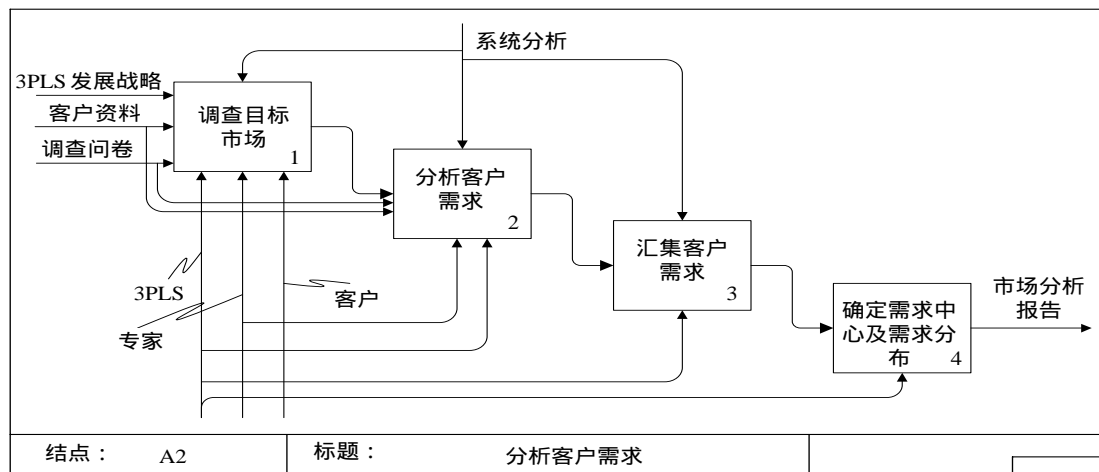 系统分析
3PLS 发展战略
客户资料
调查问卷
调查目标
市场
1
分析客户
需求
2
汇集客户
需求
3
确定需求中
心及需求分
布
4
市场分析
报告
3PLS
专家
客户
结点： A2
标题： 分析客户需求